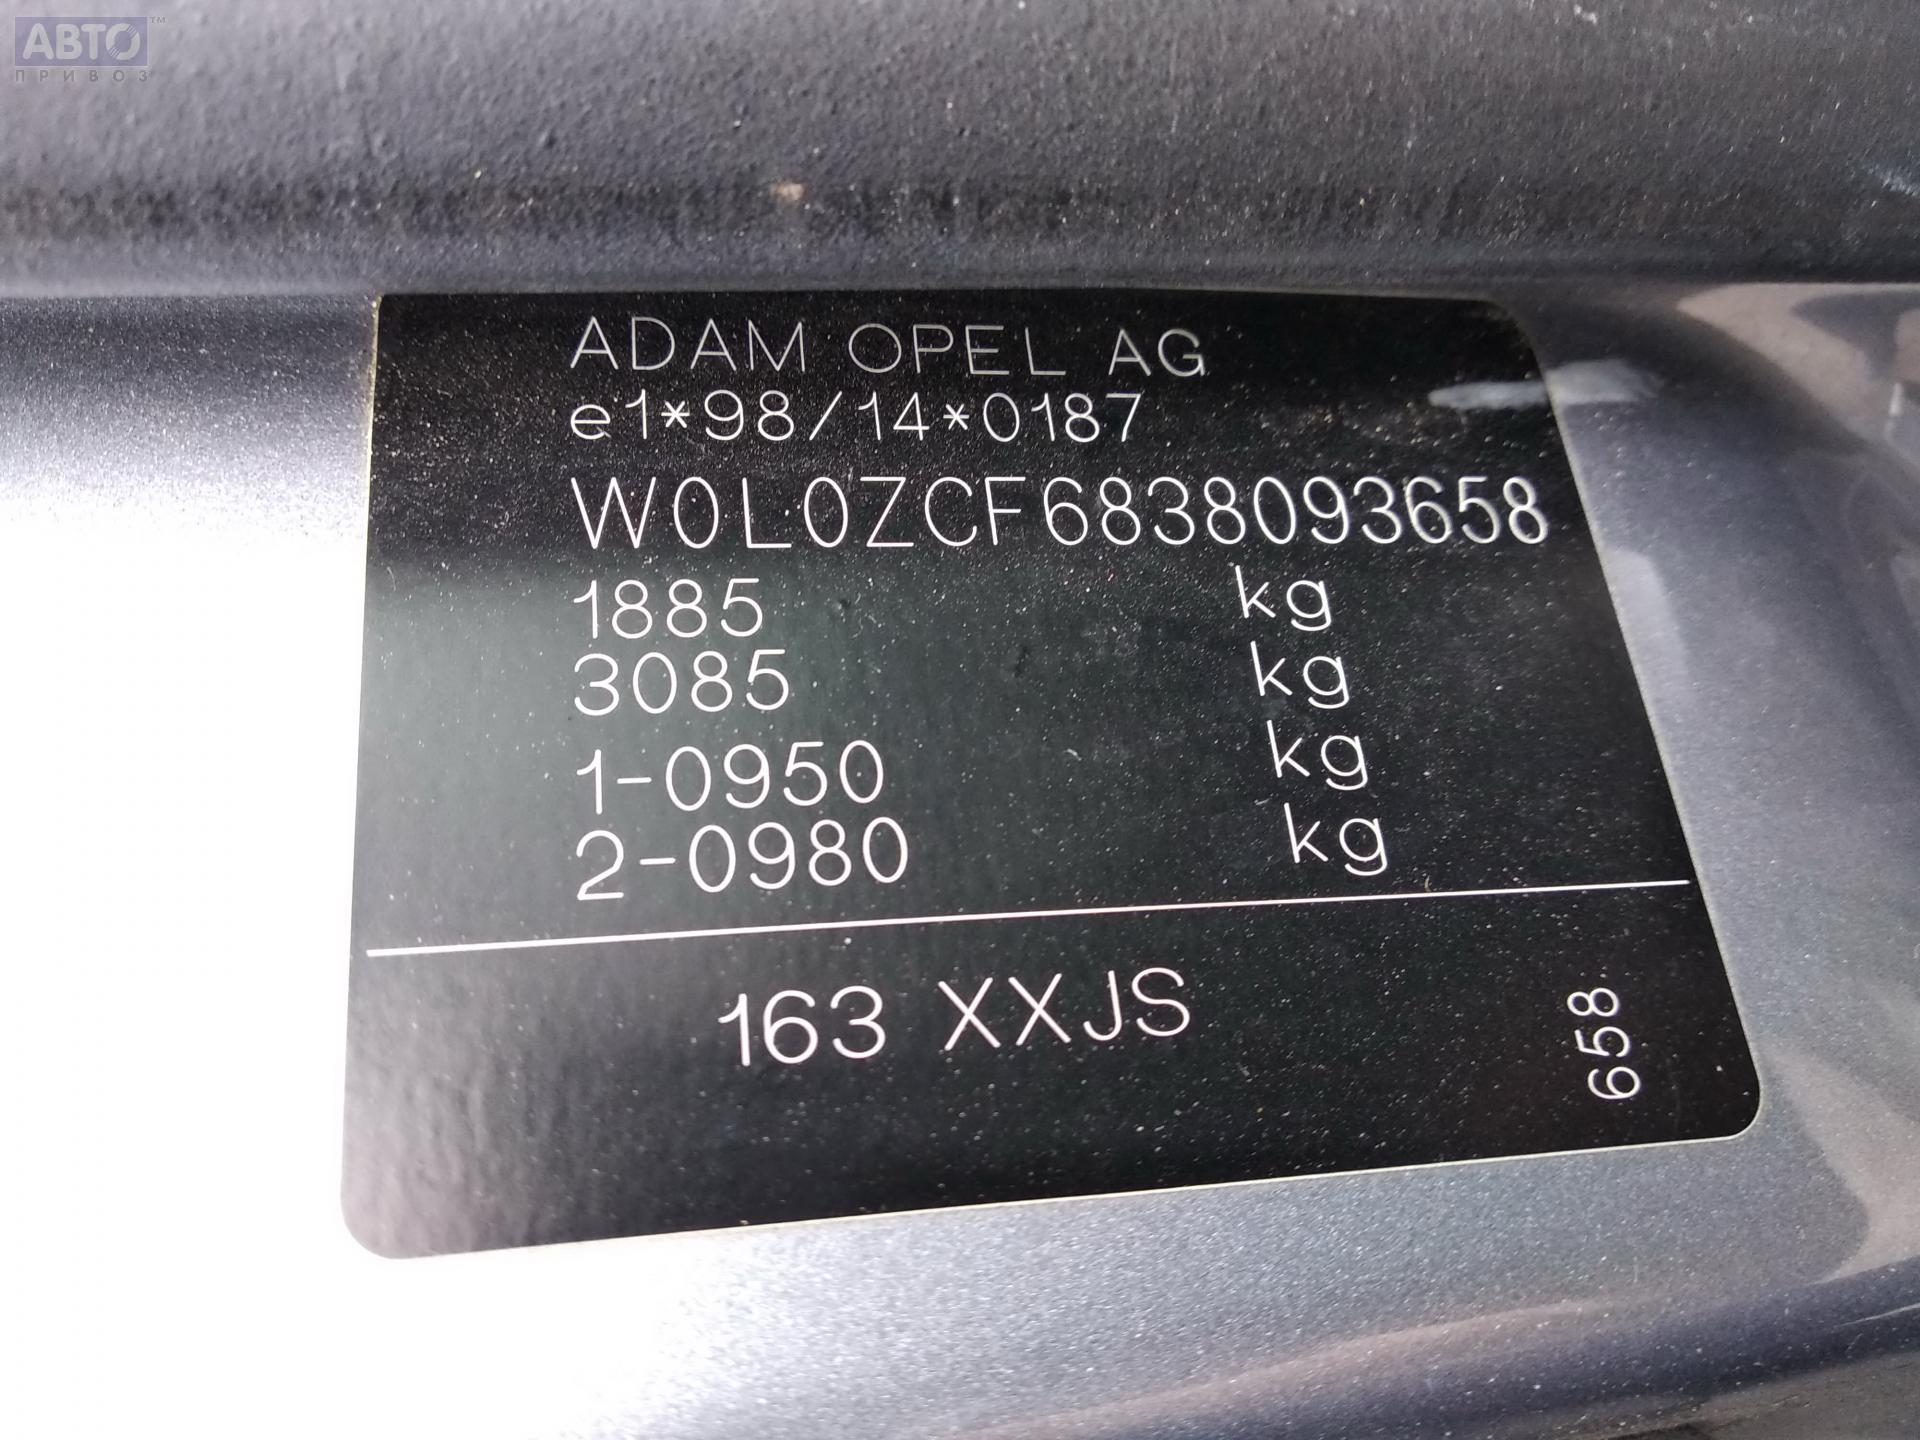 АВТО™
ПРИВОЗ
ADAM OPEL AG
e1*98/14*0187
W0L0ZCF6838093658
1885 kg
3085 kg
1-0950 kg
2-0980 kg
163 XXJS
658